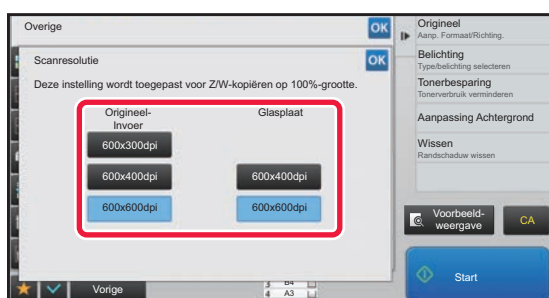 Overige
OK
Scanresolutie
OK
Deze instelling wordt toegepast voor Z/W-kopiëren op 100%-grootte.
Origineel-
Invoer
Glasplaat
600x300dpi
600x400dpi
600x400dpi
600x600dpi
600x600dpi
Vorige
3 B4
4 A3
Origineel
Aanp. Formaat/Richting.
Belichting
Type/belichting selecteren
Tonerbesparing
Tonerverbruik verminderen
Aanpassing Achtergrond
Wissen
Randschaduw wissen
Voorbeeld-
weergave
CA
Start